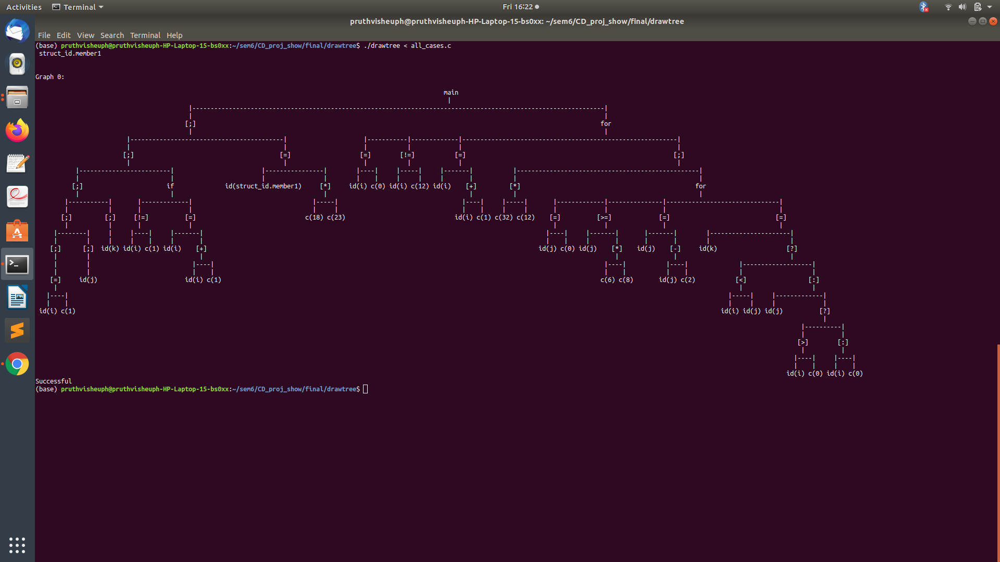 Activities Terminal Fri 16:22
pruthvisheuph@pruthvisheuph-HP-Laptop-15-bs0xx: ~/sem6/CD_proj_show/final/drawtree
File Edit View Search Terminal Help
(base) pruthvisheuph@pruthvisheuph-HP-Laptop-15-bs0xx:~/sem6/CD_proj_show/final/drawtree$ ./drawtree < all_cases.c
struct_id.member1
Graph 0:
main
[;] for
[;] [=] [=] [!=] [=] [;]
[;] if id(struct_id.member1) [*] id(i) c(0) id(i) c(12) id(i) [+] [*] for
[;] [;] [!=] [=] c(18) c(23) id(i) c(1) c(32) c(12) [=] [>=] [=] [=]
[;] [;] id(k) id(i) c(1) id(i) [+] id(j) c(0) id(j) [*] id(j) [-] id(k) [?]
[=] id(j) id(i) c(1) c(6) c(8) id(j) c(2) [<] [:]
id(i) c(1) id(i) id(j) id(j) [?]
[>] [:]
id(i) c(0) id(i) c(0)
Successful
(base) pruthvisheuph@pruthvisheuph-HP-Laptop-15-bs0xx:~/sem6/CD_proj_show/final/drawtree$